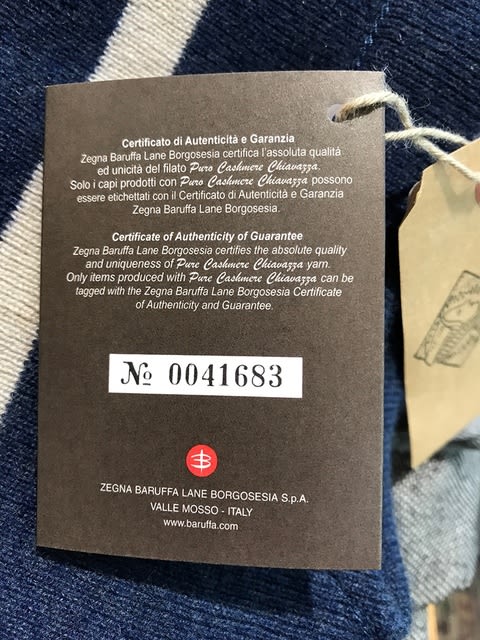 Certificato di Autenticità e Garanzia
Zegna Baruffa Lane Borgosesia certifica l'assoluta qualità
ed unicità del filato Puro Cashmere Chiavazza.
Solo i capi prodotti con Puro Cashmere Chiavazza possono
essere etichettati con il Certificato di Autenticità e Garanzia
Zegna Baruffa Lane Borgosesia.
Certificate of Authenticity of Guarantee
Zegna Baruffa Lane Borgosesia certifies the absolute quality
and uniqueness of Pure Cashmere Chiavazza yarn.
Only items produced with Pure Cashmere Chiavazza can be
tagged with the Zegna Baruffa Lane Borgosesia Certificate
of Authenticity and Guarantee.
№ 0041683
ZEGNA BARUFFA LANE BORGOSESIA S.p.A.
VALLE MOSSO - ITALY
www.baruffa.com